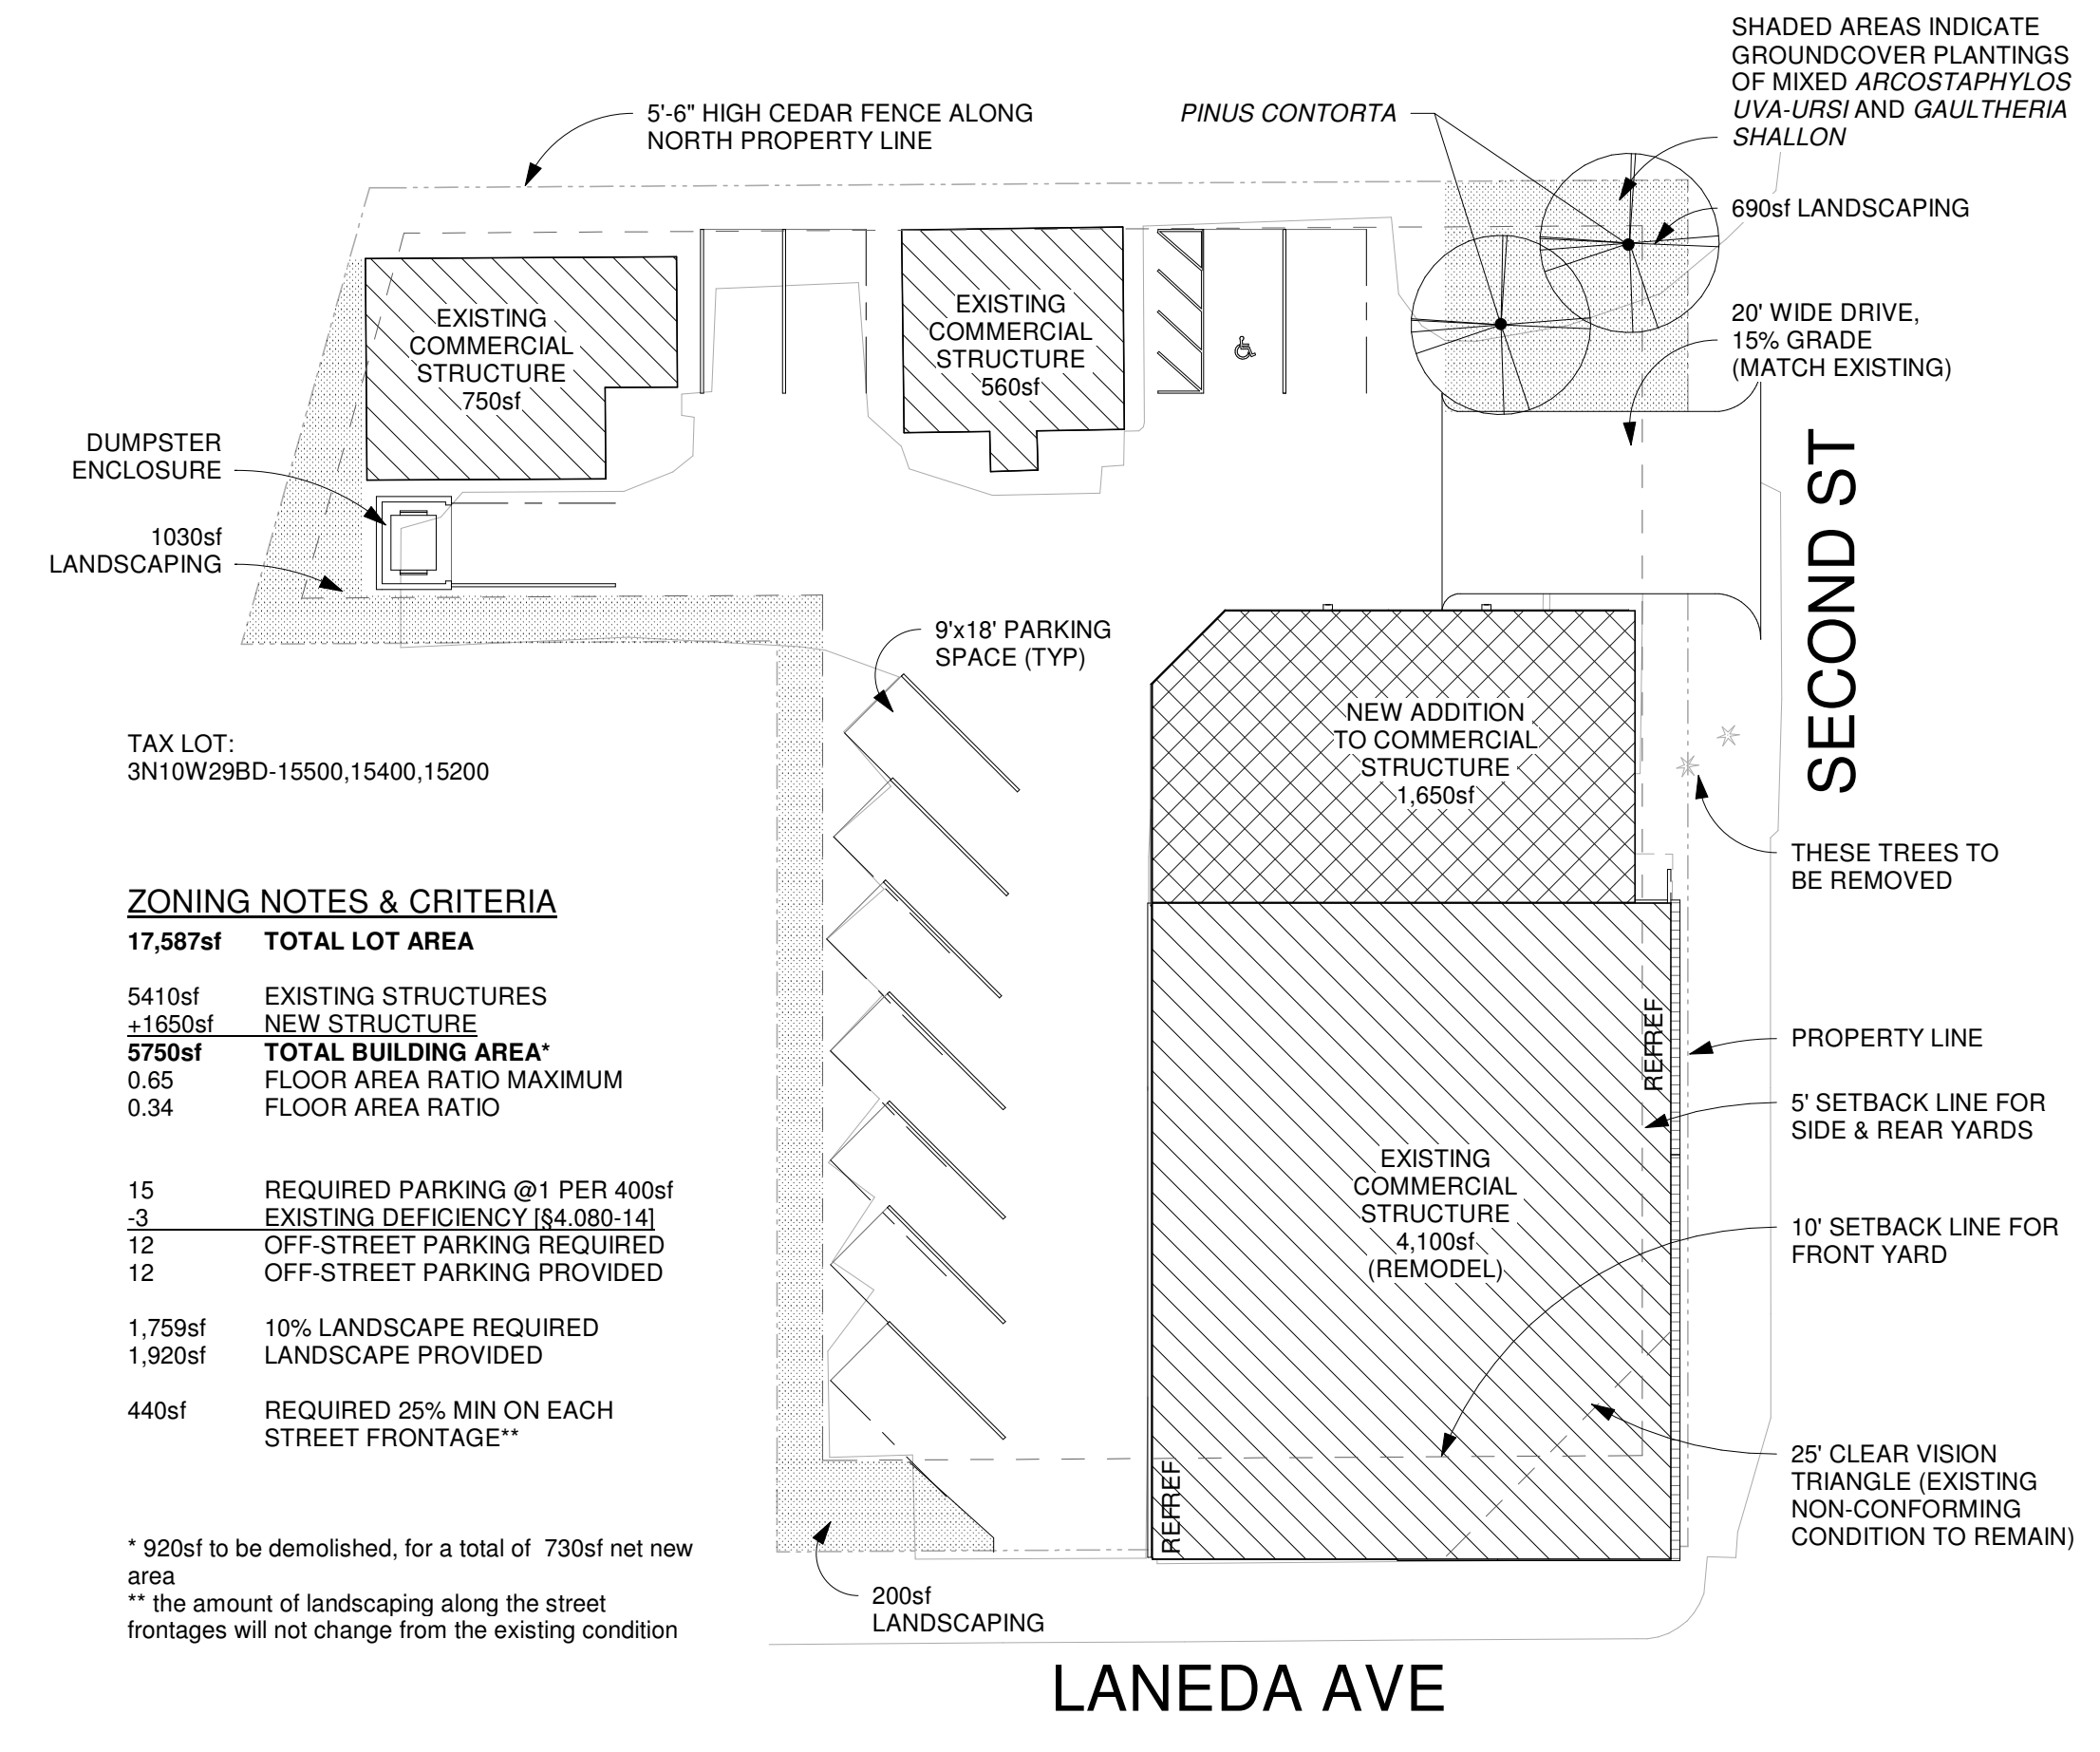 SHADED AREAS INDICATE
GROUNDCOVER PLANTINGS
OF MIXED ARCOSTAPHYLOS
UVA-URSI AND GAULTHERIA
SHALLON
5'-6" HIGH CEDAR FENCE ALONG
NORTH PROPERTY LINE
PINUS CONTORTA
690sf LANDSCAPING
20' WIDE DRIVE,
15% GRADE
(MATCH EXISTING)
EXISTING
COMMERCIAL
STRUCTURE
750sf
EXISTING
COMMERCIAL
STRUCTURE
560sf
DUMPSTER
ENCLOSURE
1030sf
LANDSCAPING
SECOND ST
9'x18' PARKING
SPACE (TYP)
NEW ADDITION
TO COMMERCIAL
STRUCTURE
1,650sf
TAX LOT:
3N10W29BD-15500,15400,15200
THESE TREES TO
BE REMOVED
ZONING NOTES & CRITERIA
17,587sf TOTAL LOT AREA
5410sf EXISTING STRUCTURES
+1650sf NEW STRUCTURE
5750sf TOTAL BUILDING AREA*
0.65 FLOOR AREA RATIO MAXIMUM
0.34 FLOOR AREA RATIO
15 REQUIRED PARKING @1 PER 400sf
-3 EXISTING DEFICIENCY [§4.080-14]
12 OFF-STREET PARKING REQUIRED
12 OFF-STREET PARKING PROVIDED
1,759sf 10% LANDSCAPE REQUIRED
1,920sf LANDSCAPE PROVIDED
440sf REQUIRED 25% MIN ON EACH
STREET FRONTAGE**
* 920sf to be demolished, for a total of 730sf net new
area
** the amount of landscaping along the street
frontages will not change from the existing condition
REFREF
PROPERTY LINE
5' SETBACK LINE FOR
SIDE & REAR YARDS
EXISTING
COMMERCIAL
STRUCTURE
4,100sf
(REMODEL)
10' SETBACK LINE FOR
FRONT YARD
25' CLEAR VISION
TRIANGLE (EXISTING
NON-CONFORMING
CONDITION TO REMAIN)
REFREF
200sf
LANDSCAPING
LANEDA AVE